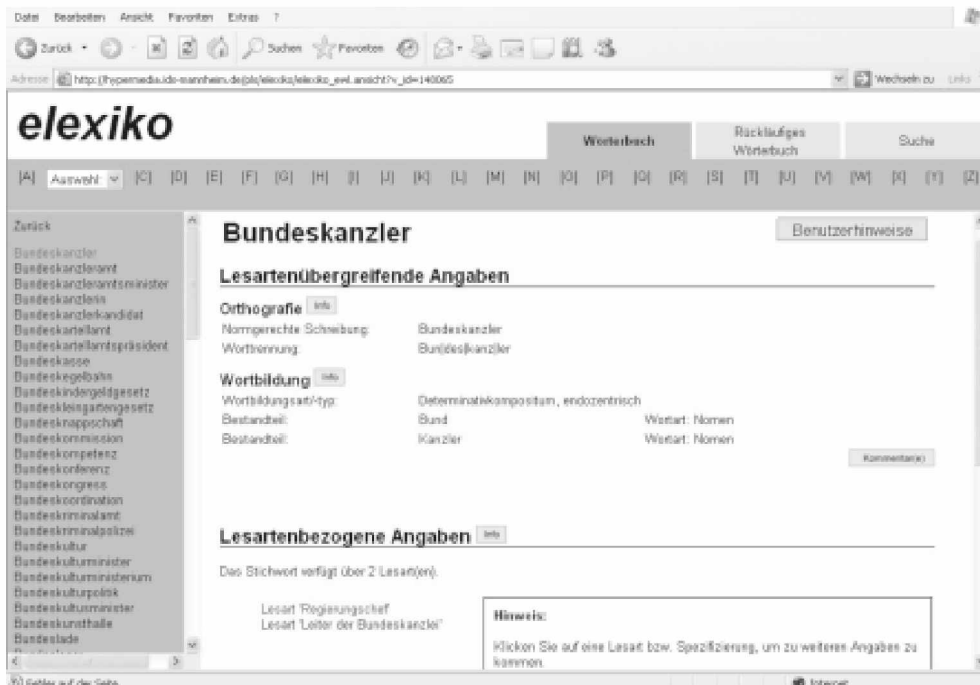 Datei Bearbeiten Ansicht Favoriten Extras ?
Zurück Suchen Favoriten
Adresse http://hypermedia.ids-mannheim.de/pls/elexiko/elexiko_ewl.ansicht?v_id=140065 Wechseln zu Links
elexiko
Wörterbuch
Rückläufiges
Wörterbuch
Suche
|A| Auswahl: |C| |D| |E| |F| |G| |H| |I| |J| |K| |L| |M| |N| |O| |P| |Q| |R| |S| |T| |U| |V| |W| |X| |Y| |Z|
Zurück
Bundeskanzler
Bundeskanzleramt
Bundeskanzleramtsminister
Bundeskanzlerin
Bundeskanzlerkandidat
Bundeskartellamt
Bundeskartellamtspräsident
Bundeskasse
Bundeskegelbahn
Bundeskindergeldgesetz
Bundeskleingartengesetz
Bundesknappschaft
Bundeskommission
Bundeskompetenz
Bundeskonferenz
Bundeskongress
Bundeskoordination
Bundeskriminalamt
Bundeskriminalpolizei
Bundeskultur
Bundeskulturminister
Bundeskulturministerium
Bundeskulturpolitik
Bundeskultusminister
Bundeskunsthalle
Bundeslade
Bundeskanzler
Benutzerhinweise
Lesartenübergreifende Angaben
Orthografie Info
Normgerechte Schreibung: Bundeskanzler
Worttrennung: Bun|des|kanz|ler
Wortbildung Info
Wortbildungsart/-typ: Determinativkompositum, endozentrisch
Bestandteil: Bund Wortart: Nomen
Bestandteil: Kanzler Wortart: Nomen
Kommentar(e)
Lesartenbezogene Angaben Info
Das Stichwort verfügt über 2 Lesart(en).
Lesart 'Regierungschef'
Lesart 'Leiter der Bundeskanzlei'
Hinweis:
Klicken Sie auf eine Lesart bzw. Spezifizierung, um zu weiteren Angaben zu
kommen.
Fehler auf der Seite.
Internet